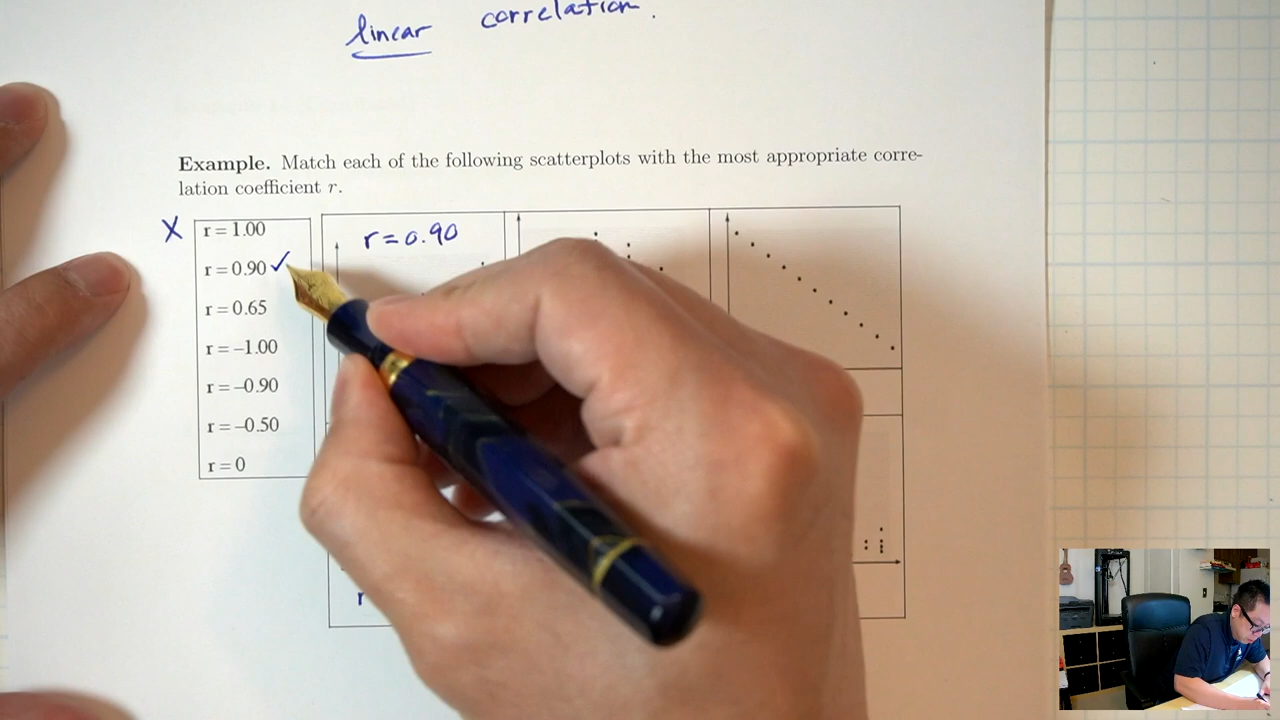 linear correlation.
Example. Match each of the following scatterplots with the most appropriate corre-
lation coefficient r.
X r = 1.00
r = 0.90 ✓
r = 0.65
r = –1.00
r = –0.90
r = –0.50
r = 0
r = 0.90
r